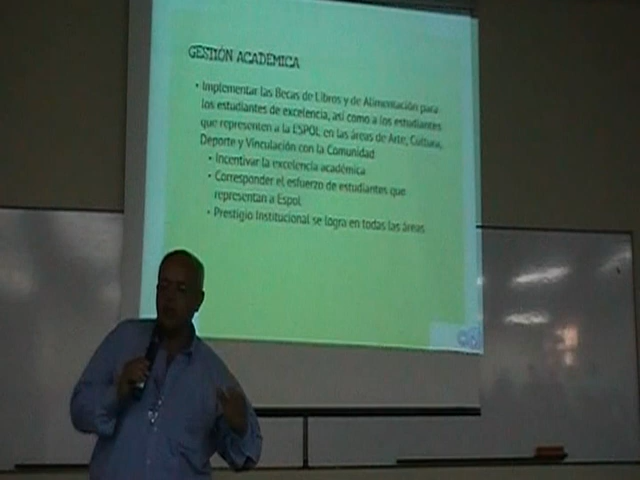 GESTIÓN ACADEMICA
• Implementar las Becas de Libros y de Alimentación para
los estudiantes de excelencia, así como a los estudiantes
que representen a la ESPOL en las áreas de Arte, Cultura,
Deporte y Vinculación con la Comunidad
• Incentivar la excelencia académica
• Corresponder el esfuerzo de estudiantes que
representan a Espol
• Prestigio Institucional se logra en todas las áreas